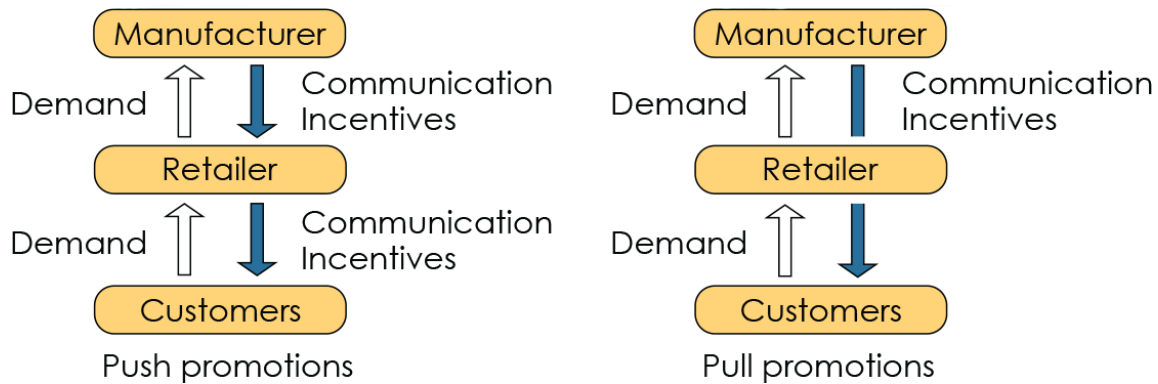 Manufacturer
Demand
Communication
Incentives
Retailer
Demand
Communication
Incentives
Customers
Push promotions
Manufacturer
Demand
Communication
Incentives
Retailer
Demand
Customers
Pull promotions